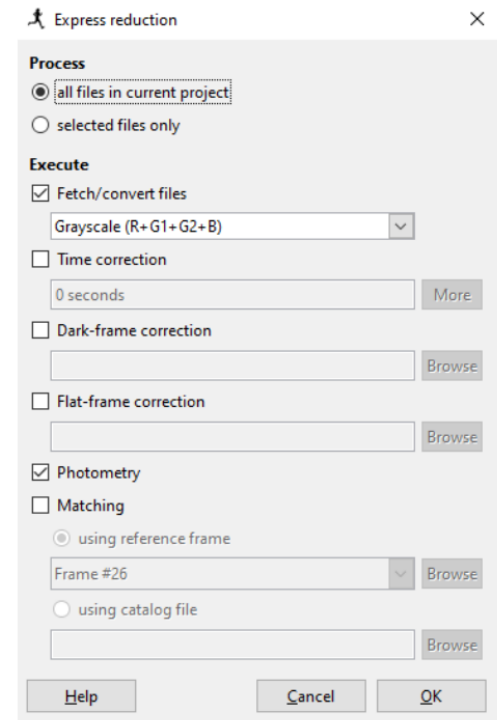 Express reduction
Process
all files in current project
selected files only
Execute
Fetch/convert files
Grayscale (R+G1+G2+B)
Time correction
0 seconds More
Dark-frame correction
Browse
Flat-frame correction
Browse
Photometry
Matching
using reference frame
Frame #26 Browse
using catalog file
Browse
Help Cancel OK